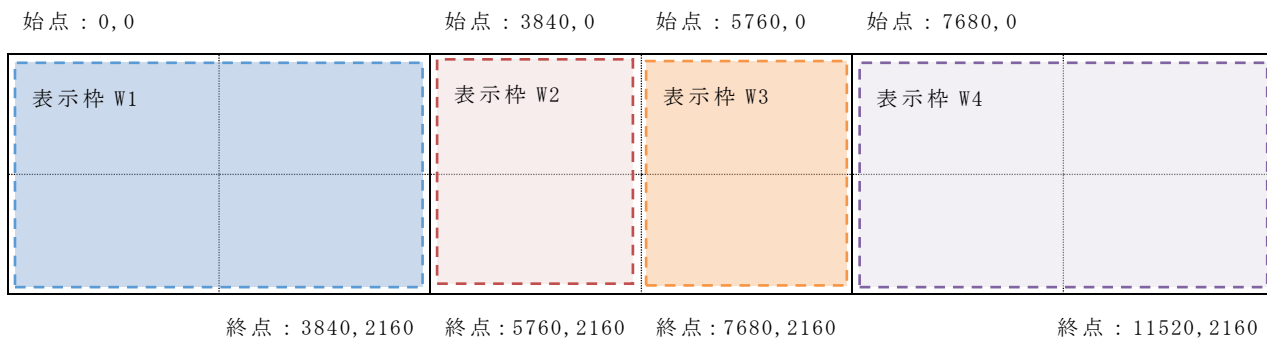 始点：0,0
始点：3840,0
始点：5760,0
始点：7680,0
表示枠 W1
表示枠 W2
表示枠 W3
表示枠 W4
終点：3840,2160
終点:5760,2160
終点:7680,2160
終点：11520,2160